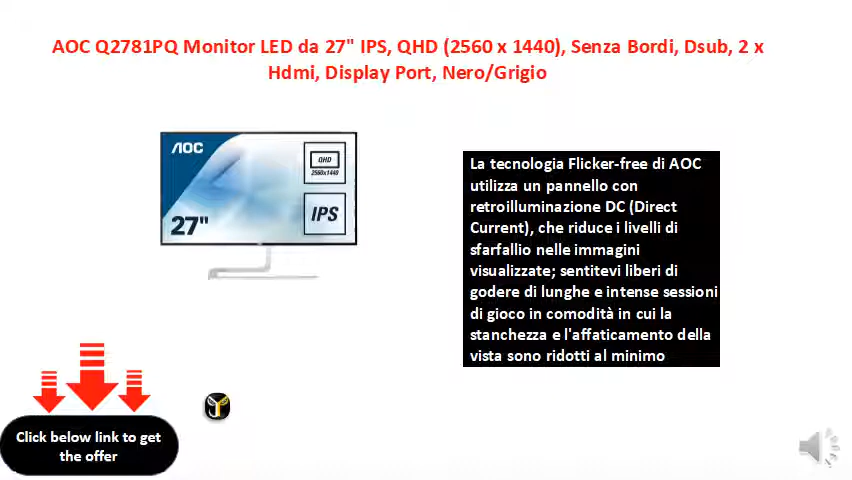 AOC Q2781PQ Monitor LED da 27" IPS, QHD (2560 x 1440), Senza Bordi, Dsub, 2 x
Hdmi, Display Port, Nero/Grigio
AOC
QHD
2560x1440
IPS
27"
La tecnologia Flicker-free di AOC
utilizza un pannello con
retroilluminazione DC (Direct
Current), che riduce i livelli di
sfarfallio nelle immagini
visualizzate; sentitevi liberi di
godere di lunghe e intense sessioni
di gioco in comodità in cui la
stanchezza e l'affaticamento della
vista sono ridotti al minimo
Click below link to get
the offer